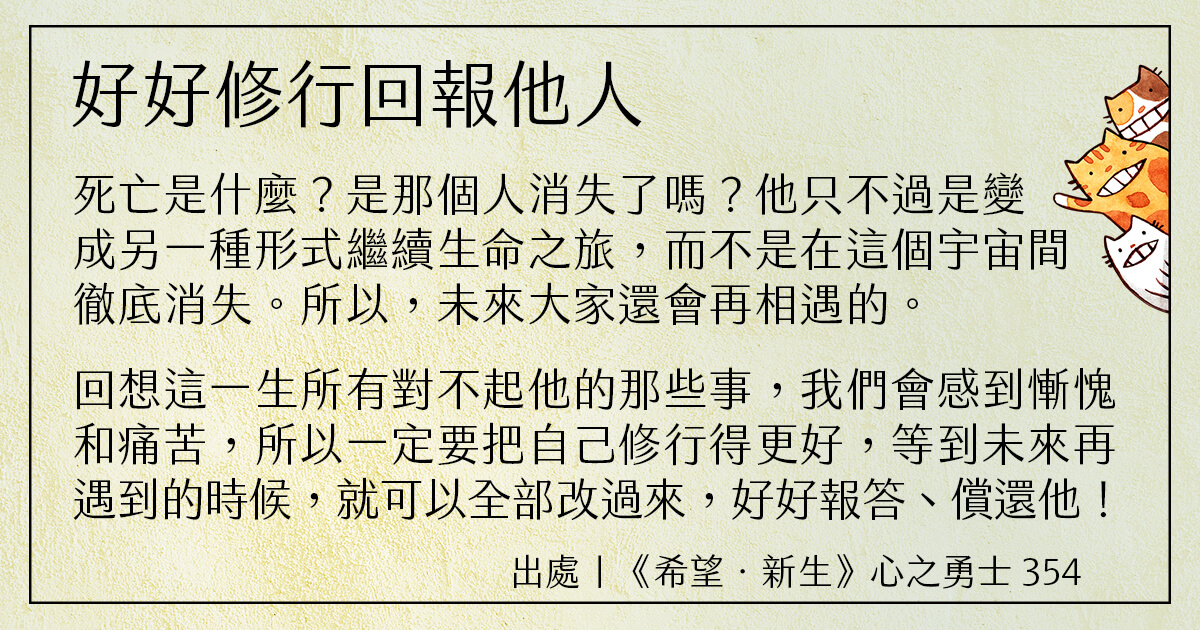 好好修行回報他人
死亡是什麼？是那個人消失了嗎？他只不過是變
成另一種形式繼續生命之旅，而不是在這個宇宙間
徹底消失。所以，未來大家還會再相遇的。
回想這一生所有對不起他的那些事，我們會感到慚愧
和痛苦，所以一定要把自己修行得更好，等到未來再
遇到的時候，就可以全部改過來，好好報答、償還他！
出處｜《希望．新生》心之勇士 354